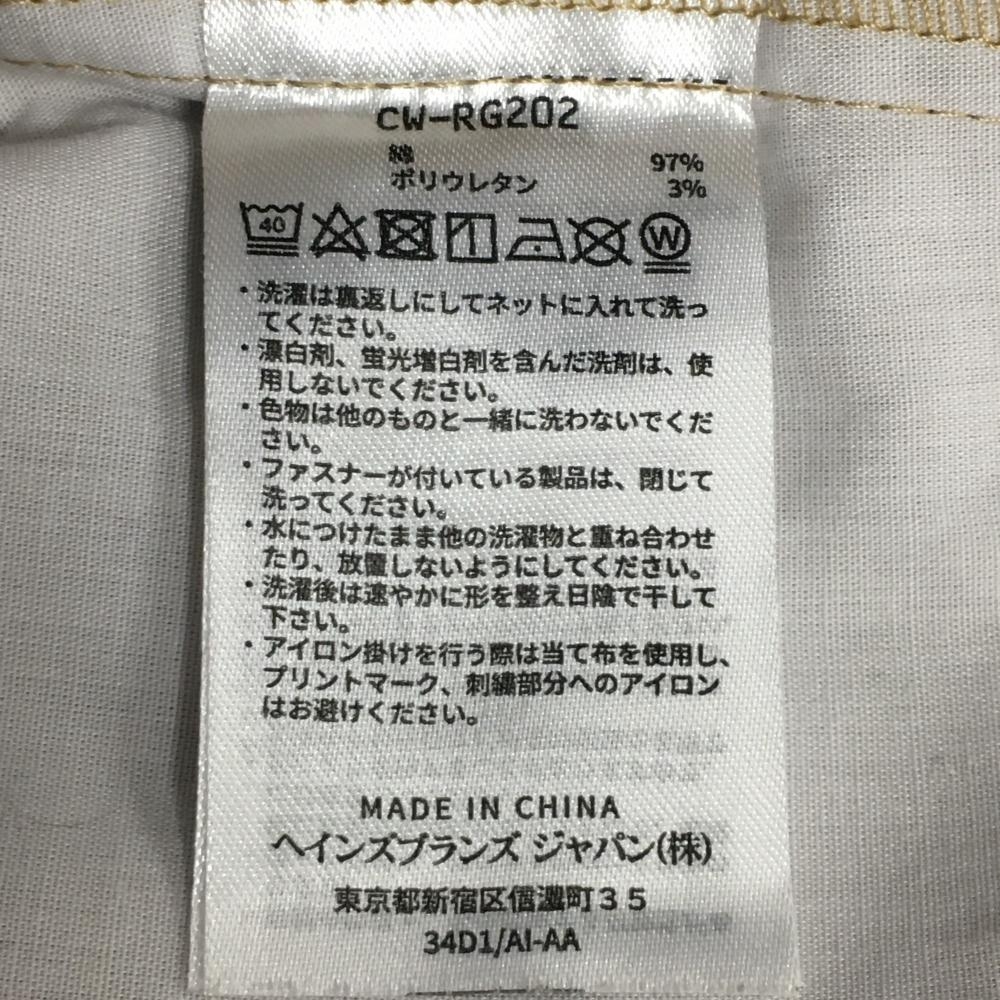 CW-RG202
綿 97%
ポリウレタン 3%
40 W
・洗濯は裏返しにしてネットに入れて洗っ
てください。
・漂白剤、蛍光増白剤を含んだ洗剤は、使
用しないでください。
・色物は他のものと一緒に洗わないでくだ
さい。
・ファスナーが付いている製品は、閉じて
洗ってください。
・水につけたまま他の洗濯物と重ね合わせ
たり、放置しないようにしてください。
・洗濯後は速やかに形を整え日陰で干して
下さい。
・アイロン掛けを行う際は当て布を使用し、
プリントマーク、刺繍部分へのアイロン
はお避けください。
MADE IN CHINA
ヘインズブランズ ジャパン(株)
東京都新宿区信濃町35
34D1/AI-AA